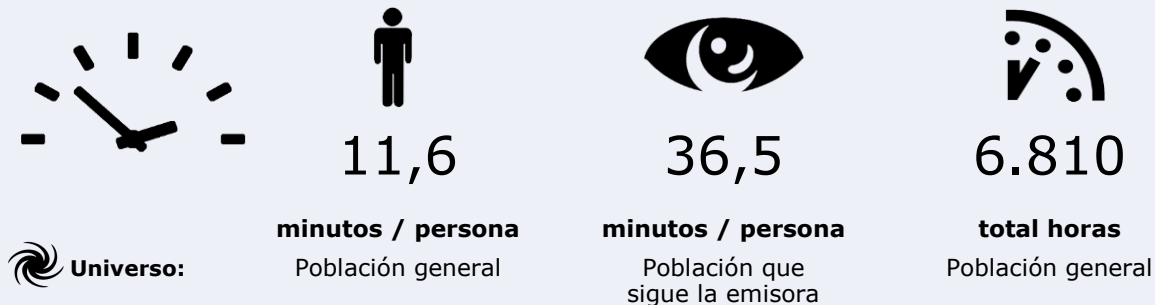 11,6
36,5
6.810
minutos / persona
minutos / persona
total horas
Universo:
Población general
Población que
sigue la emisora
Población general